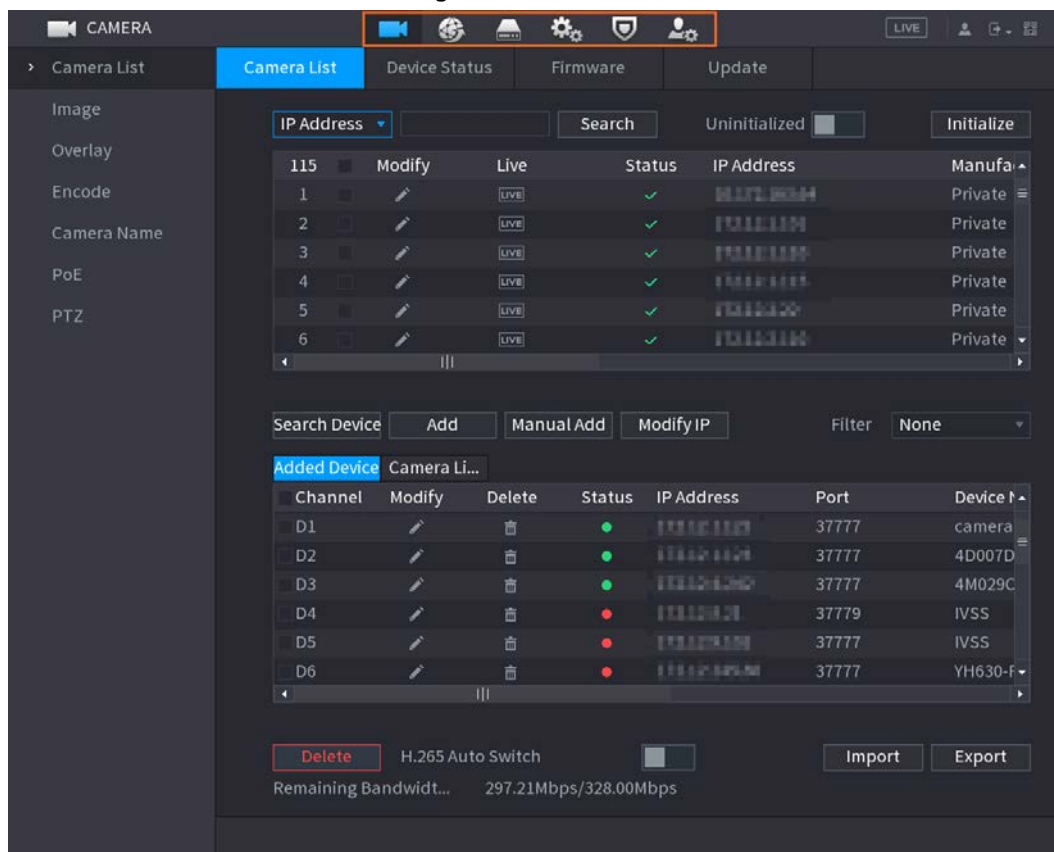 CAMERA LIVE
Camera List
Image
Overlay
Encode
Camera Name
PoE
PTZ
Camera List Device Status Firmware Update
IP Address Search Uninitialized Initialize
115 Modify Live Status IP Address Manufa
1 LIVE Private
2 LIVE Private
3 LIVE Private
4 LIVE Private
5 LIVE Private
6 LIVE Private
Search Device Add Manual Add Modify IP Filter None
Added Device Camera Li...
Channel Modify Delete Status IP Address Port Device N
D1 37777 camera
D2 37777 4D007D
D3 37777 4M029C
D4 37779 IVSS
D5 37777 IVSS
D6 37777 YH630-F
Delete H.265 Auto Switch Import Export
Remaining Bandwidt... 297.21Mbps/328.00Mbps